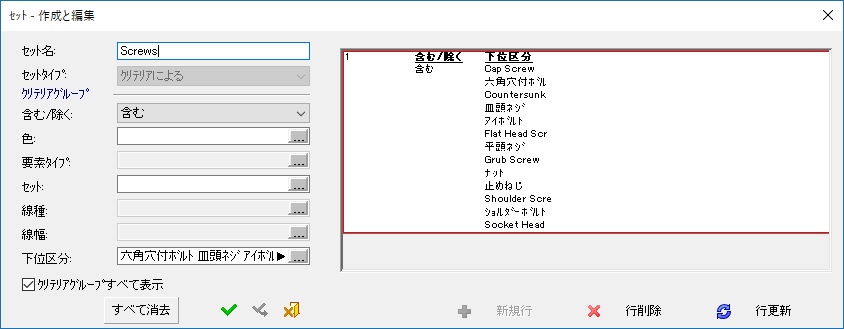 ｾｯﾄ - 作成と編集
セット名:
Screws
セットﾀｲﾌﾟ:
ｸﾘﾃﾘｱによる
ｸﾘﾃﾘｱｸﾞﾙｰﾌﾟ
含む/除く:
含む
色:
...
要素ﾀｲﾌﾟ:
...
セット:
...
線種:
...
線幅:
...
下位区分:
六角穴付ﾎﾞﾙﾄ 皿頭ﾈｼﾞ ｱｲﾎﾞﾙ▶ ...
ｸﾘﾃﾘｱｸﾞﾙｰﾌﾟすべて表示
すべて消去
1 含む/除く 下位区分
含む Cap Screw
六角穴付ﾎﾞﾙ
Countersunk
皿頭ﾈｼﾞ
ｱｲﾎﾞﾙﾄ
Flat Head Scr
平頭ﾈｼﾞ
Grub Screw
ﾅｯﾄ
止めねじ
Shoulder Scre
ｼｮﾙﾀﾞｰﾎﾞﾙﾄ
Socket Head
新規行 行削除 行更新